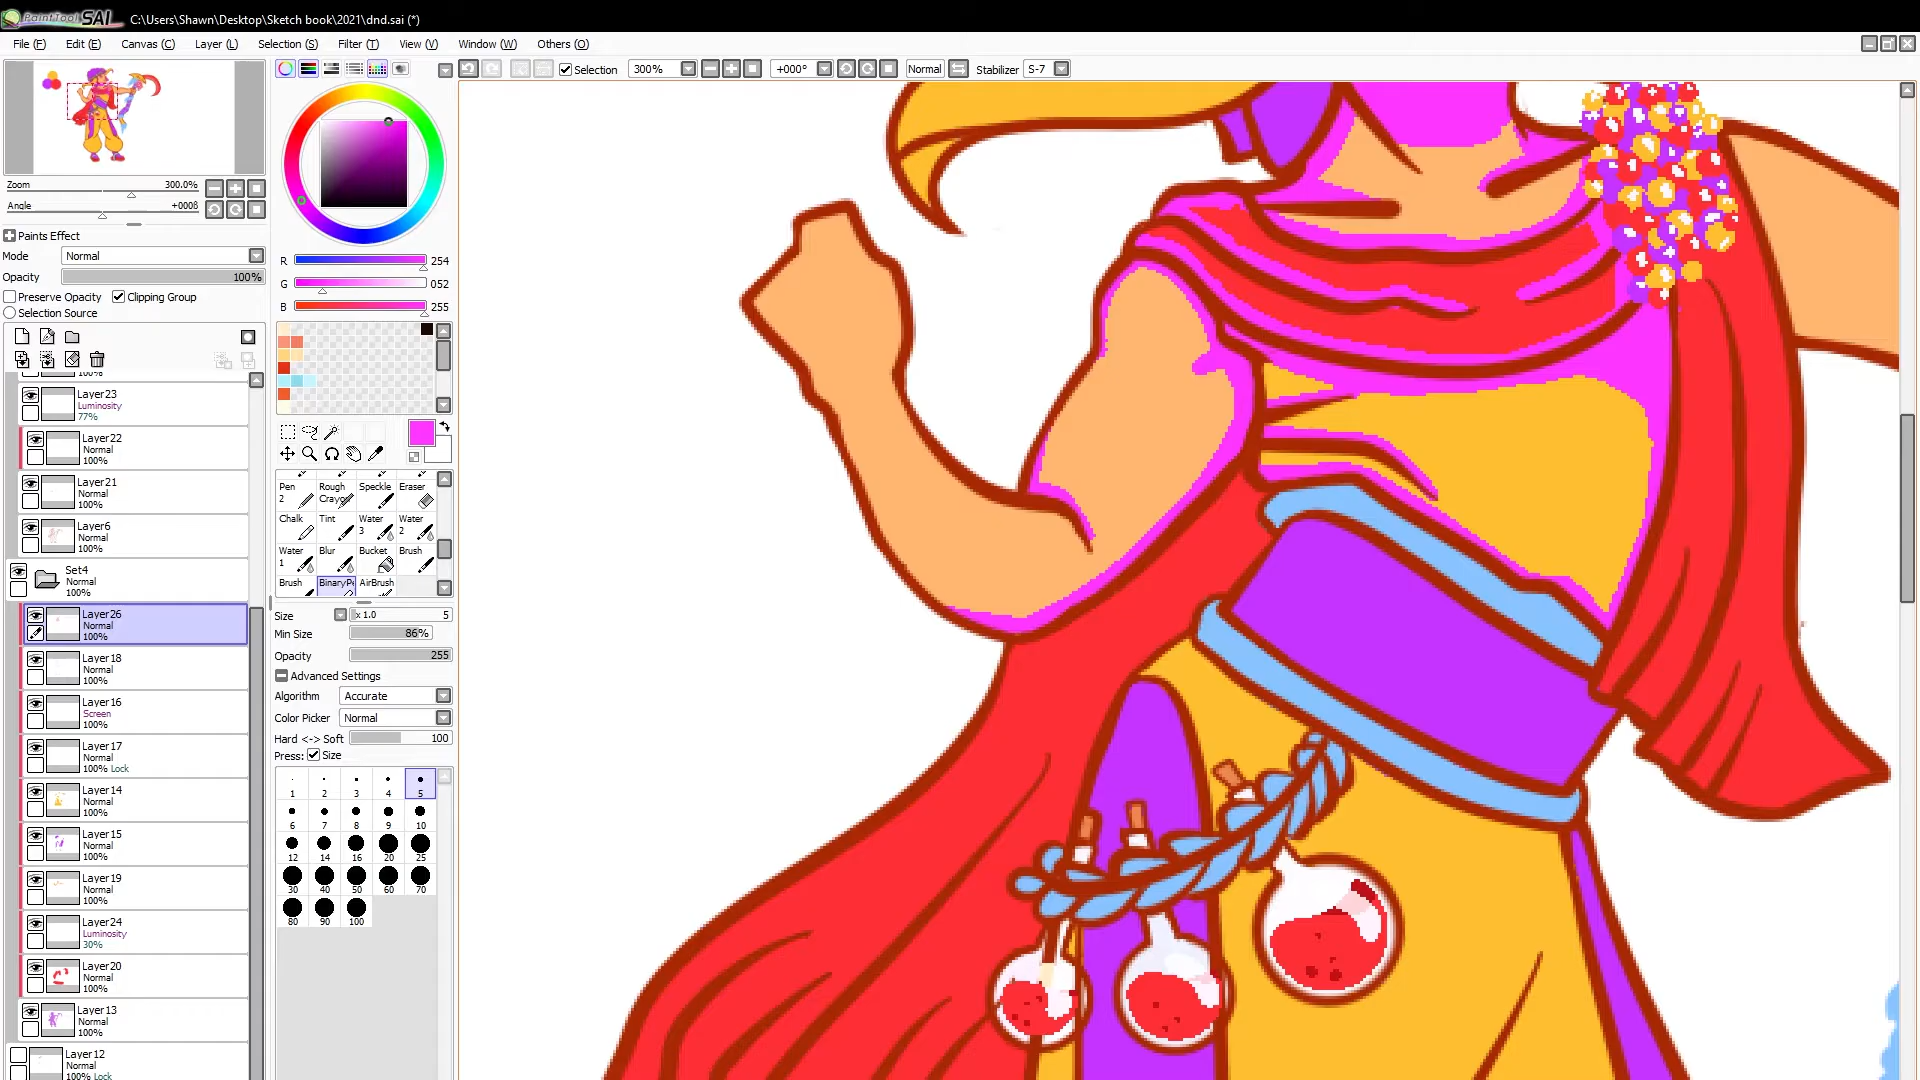 PaintTool SAI C:\Users\Shawn\Desktop\Sketch book\2021\dnd.sai (*)
File (F) Edit (E) Canvas (C) Layer (L) Selection (S) Filter (T) View (V) Window (W) Others (O)
Selection 300% +000° Normal Stabilizer S-7
Zoom 300.0%
Angle +000ß
Paints Effect
Mode Normal
Opacity 100%
Preserve Opacity Clipping Group
Selection Source
100%
Layer23
Luminosity
77%
Layer22
Normal
100%
Layer21
Normal
100%
Layer6
Normal
100%
Set4
Normal
100%
Layer26
Normal
100%
Layer18
Normal
100%
Layer16
Screen
100%
Layer17
Normal
100% Lock
Layer14
Normal
100%
Layer15
Normal
100%
Layer19
Normal
100%
Layer24
Luminosity
30%
Layer20
Normal
100%
Layer13
Normal
100%
Layer12
Normal
100% Lock
R 254
G 052
B 255
Pen 2 Rough Crayon Speckle Eraser
Chalk Tint Water 3 Water 2
Water 1 Blur Bucket Brush
Brush BinaryPe AirBrush
Size x 1.0 5
Min Size 86%
Opacity 255
Advanced Settings
Algorithm Accurate
Color Picker Normal
Hard <-> Soft 100
Press: Size
1 2 3 4 5
6 7 8 9 10
12 14 16 20 25
30 40 50 60 70
80 90 100